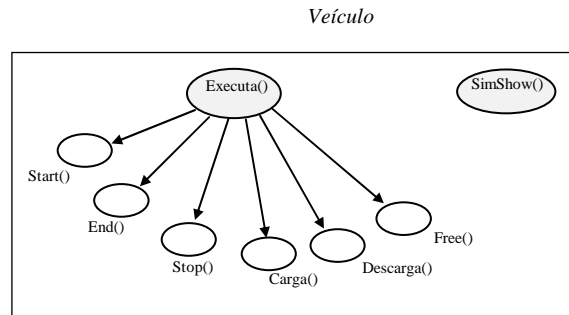 Veículo
Executa()
SimShow()
Start()
End()
Stop()
Carga()
Descarga()
Free()